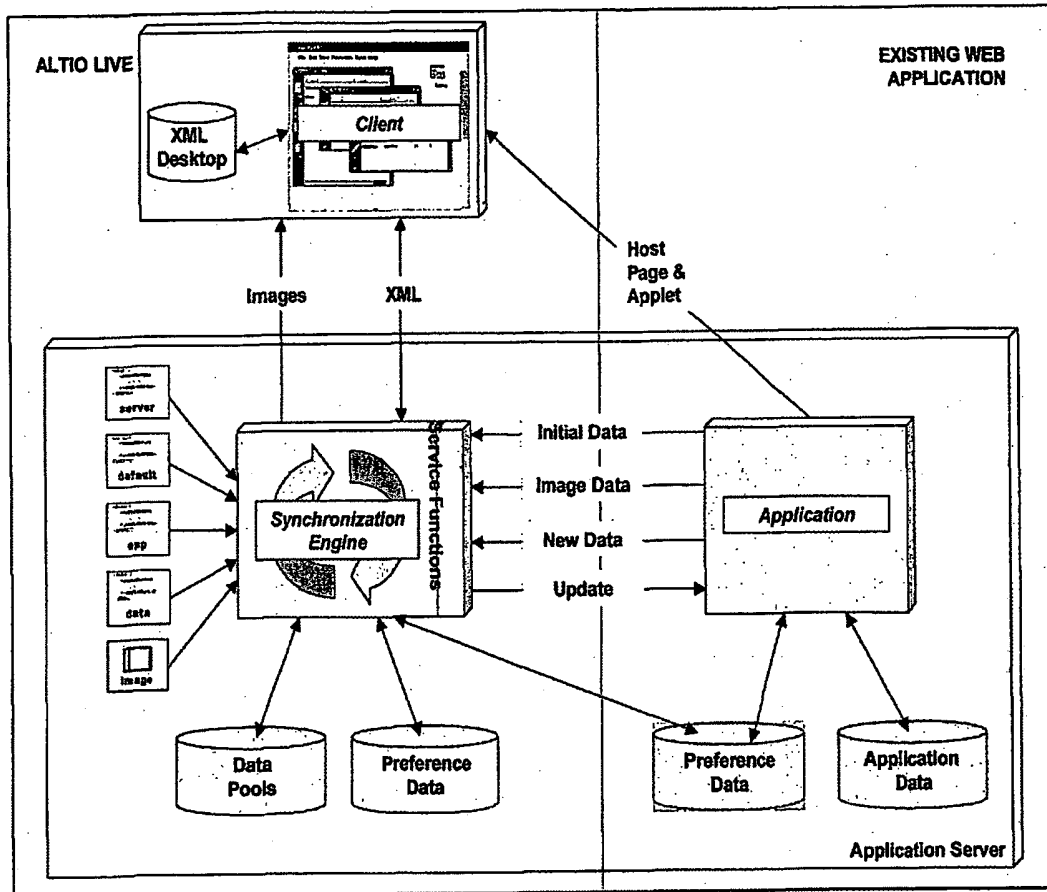 ALTIO LIVE
EXISTING WEB
APPLICATION
XML
Desktop
Client
Host
Page &
Applet
Images
XML
server
default
app
data
image
Synchronization
Engine
Service Functions
Initial Data
Image Data
New Data
Update
Application
Data
Pools
Preference
Data
Preference
Data
Application
Data
Application Server